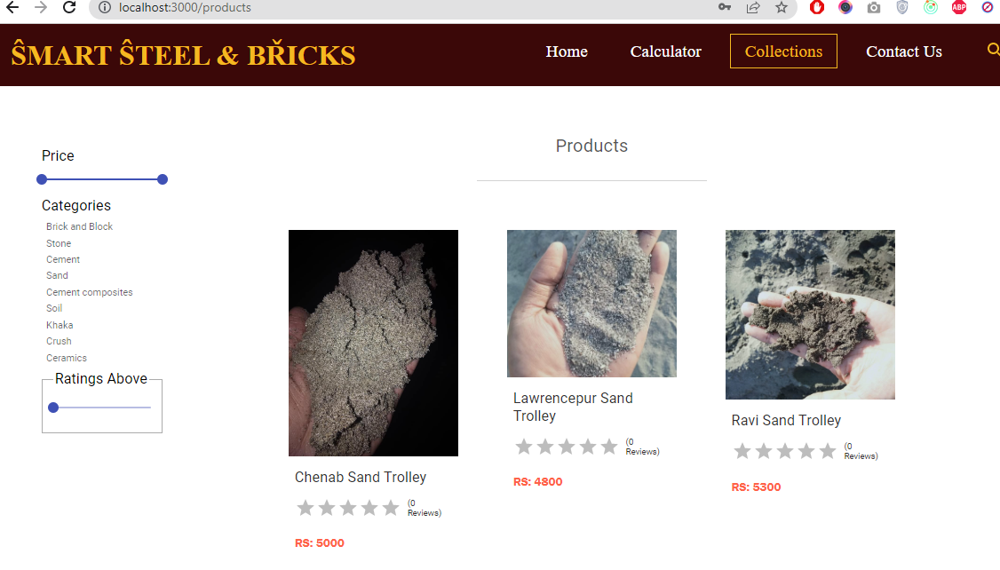 localhost:3000/products
ABP
ŜMART ŜTEEL & BŘICKS
Home
Calculator
Collections
Contact Us
Price
Categories
Brick and Block
Stone
Cement
Sand
Cement composites
Soil
Khaka
Crush
Ceramics
Ratings Above
Products
Chenab Sand Trolley
(0
Reviews)
RS: 5000
Lawrencepur Sand
Trolley
(0
Reviews)
RS: 4800
Ravi Sand Trolley
(0
Reviews)
RS: 5300